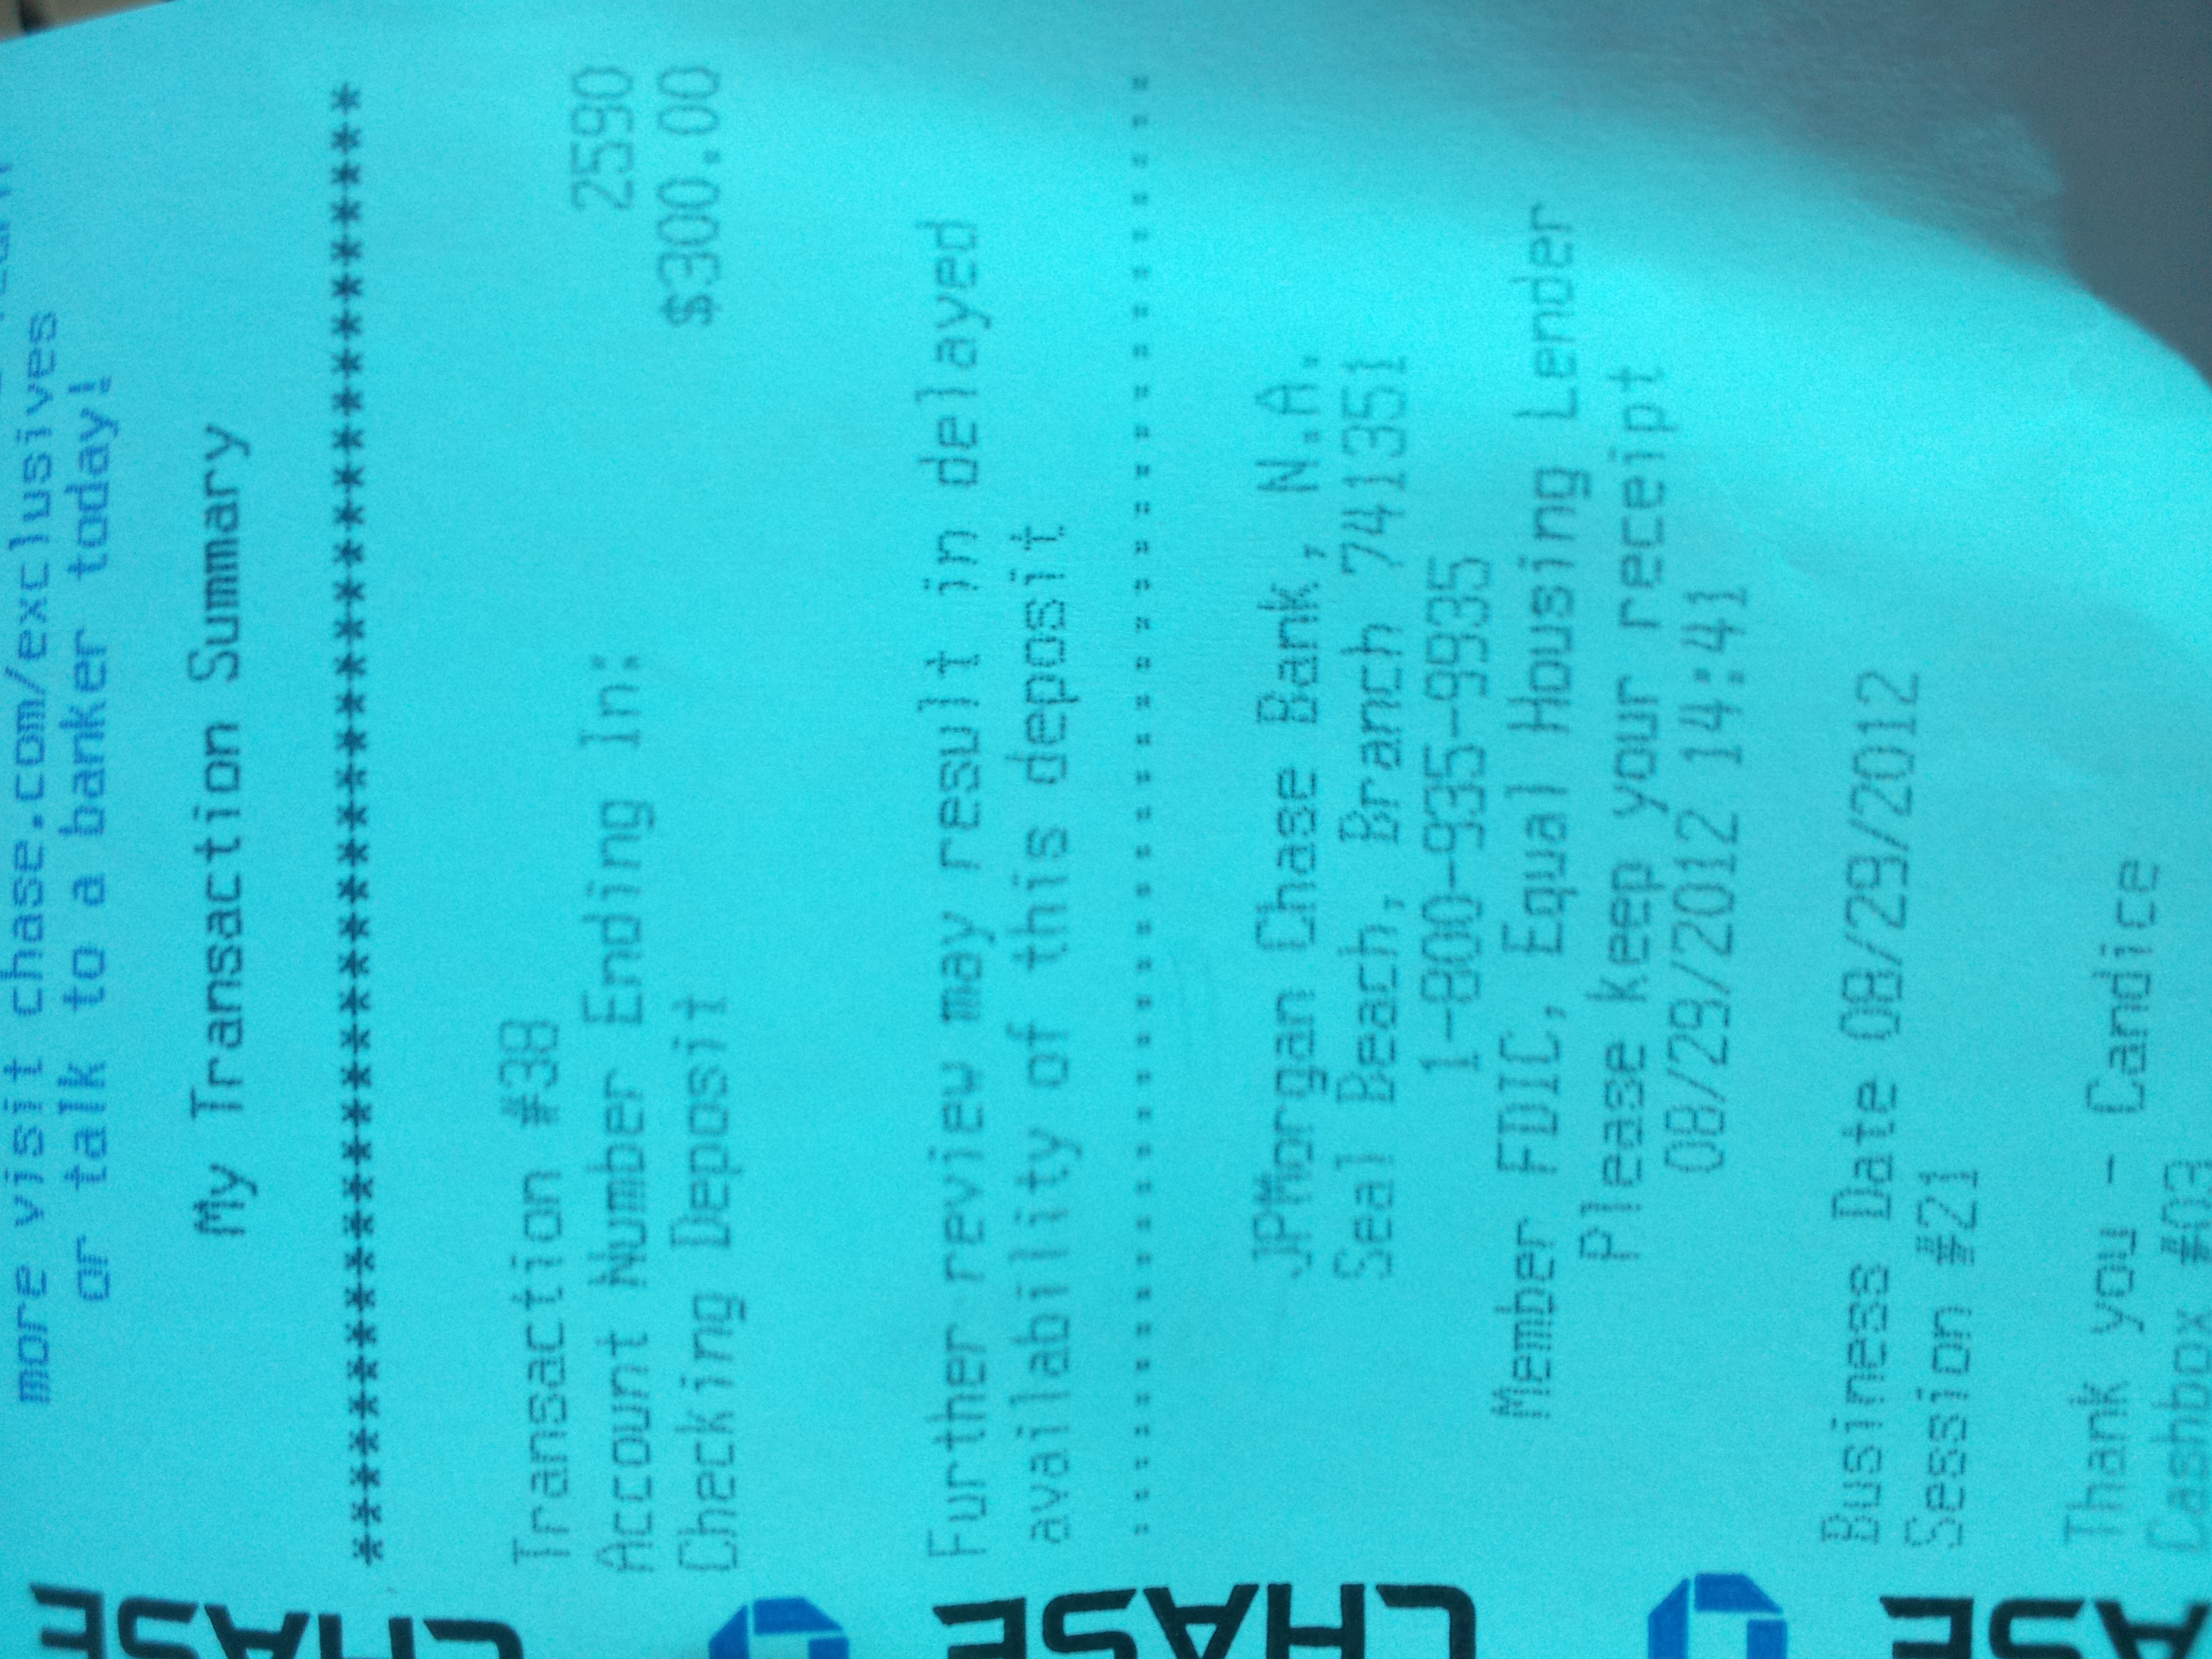 more visit chase.com/exclusives
or talk to a banker today!
My Transaction Summary
****************************************
Transaction #38
Account Number Ending In: 2590
Checking Deposit $300.00
Further review may result in delayed
availability of this deposit
JPMorgan Chase Bank, N.A.
Seal Beach, Branch 741351
1-800-935-9935
Member FDIC, Equal Housing Lender
Please keep your receipt
08/29/2012 14:41
Business Date 08/29/2012
Session #21
Thank you - Candice
Cashbox #03
CHASE
CHASE
CHASE